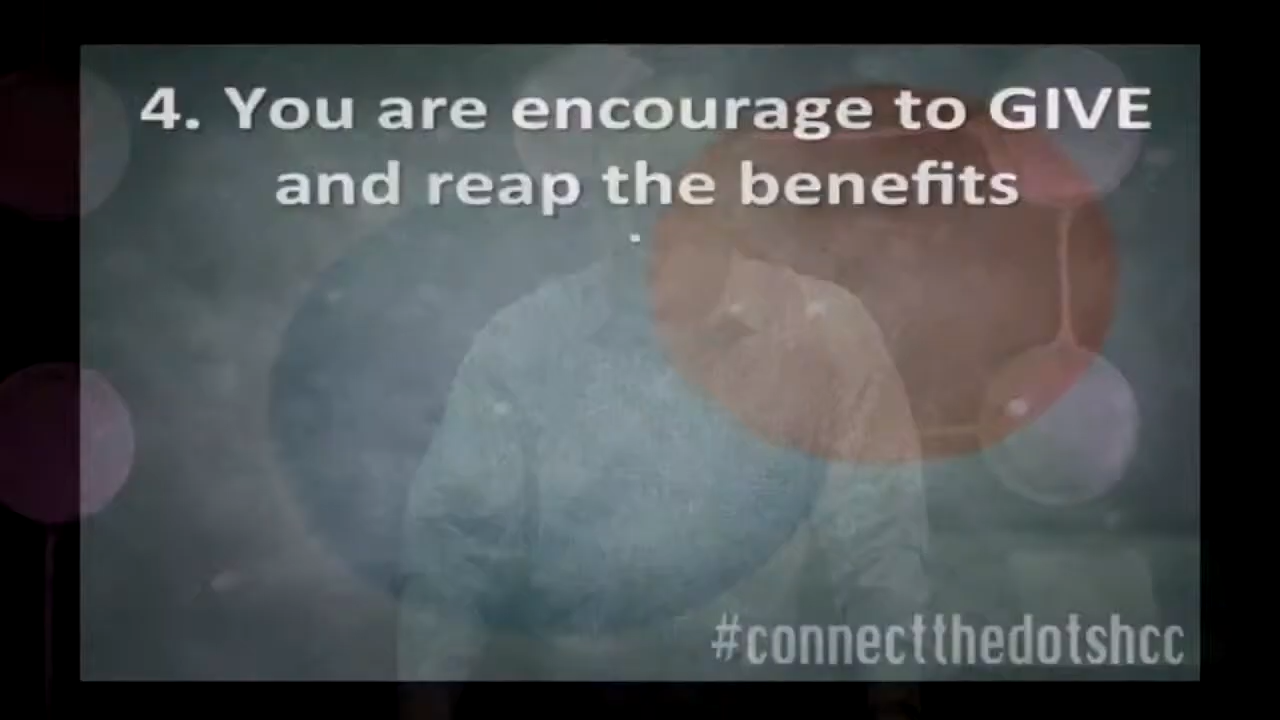 4. You are encourage to GIVE
and reap the benefits
#connectthedotshcc